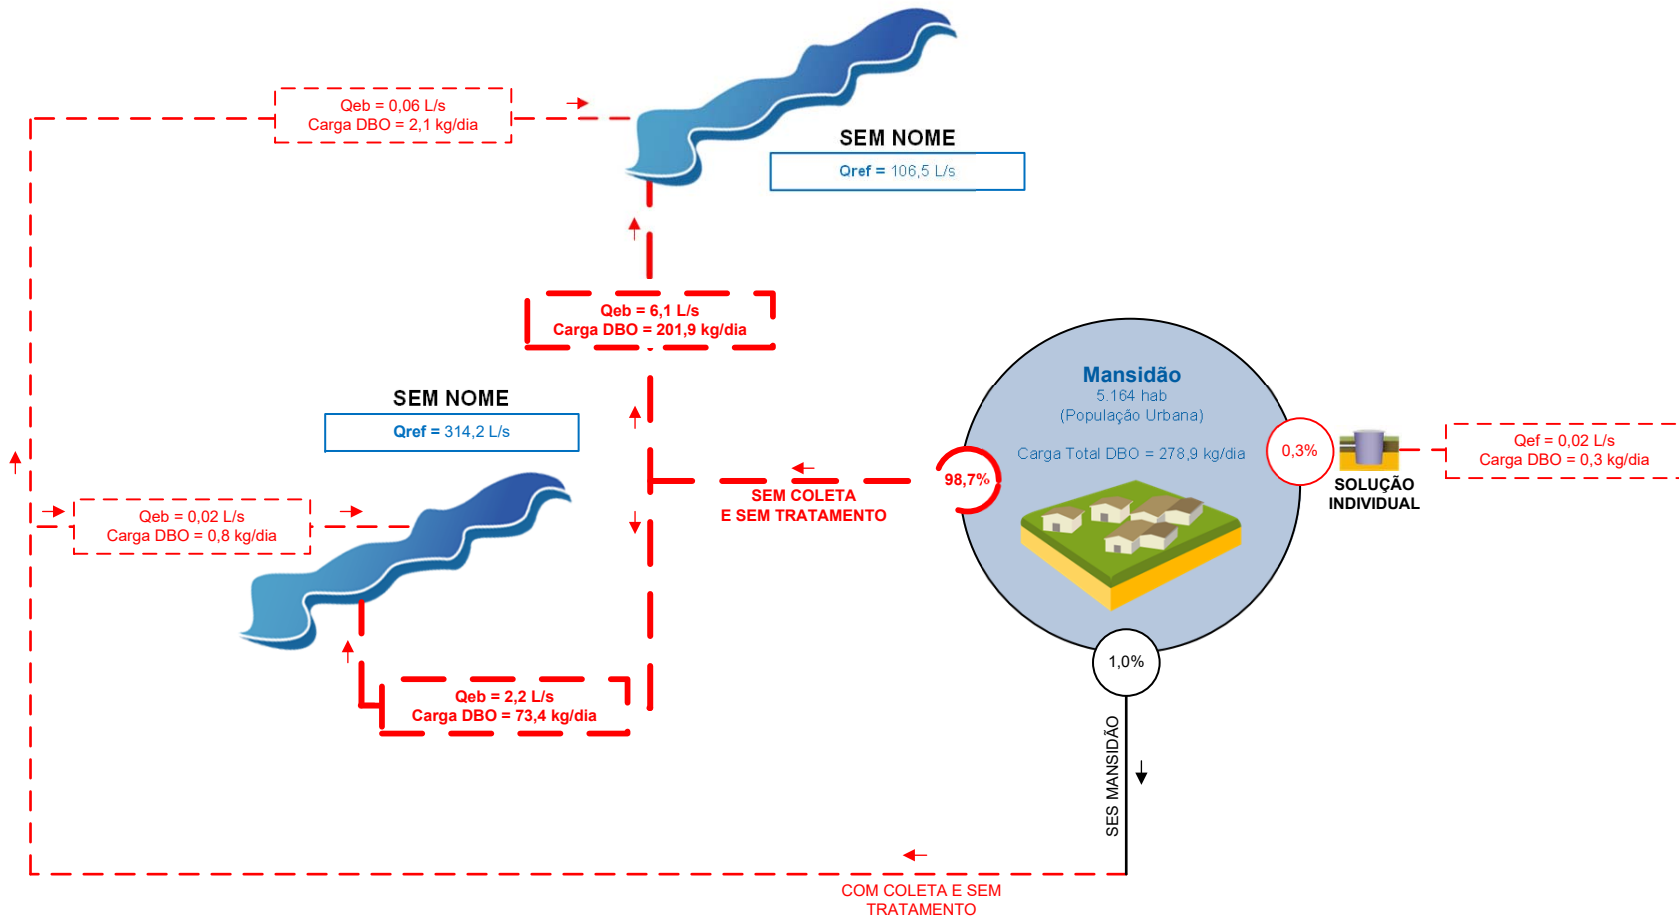 Qeb = 0,06 L/s
Carga DBO = 2,1 kg/dia
SEM NOME
Qref = 106,5 L/s
Qeb = 6,1 L/s
Carga DBO = 201,9 kg/dia
SEM NOME
Qref = 314,2 L/s
Mansidão
5.164 hab
(População Urbana)
Carga Total DBO = 278,9 kg/dia
98,7%
0,3%
SOLUÇÃO
INDIVIDUAL
Qef = 0,02 L/s
Carga DBO = 0,3 kg/dia
SEM COLETA
E SEM TRATAMENTO
Qeb = 0,02 L/s
Carga DBO = 0,8 kg/dia
Qeb = 2,2 L/s
Carga DBO = 73,4 kg/dia
1,0%
SES MANSIDÃO
COM COLETA E SEM
TRATAMENTO